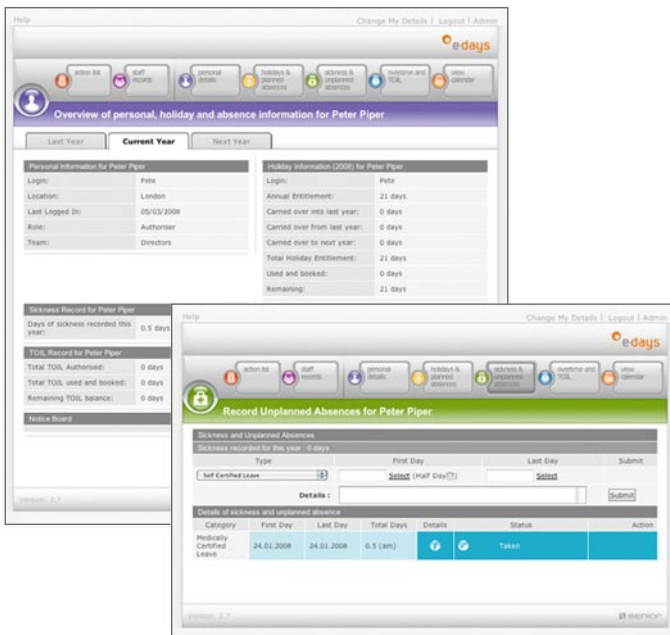 Help
Change My Details | Logout | Admin
e-days
action list
staff records
personal details
holidays & planned absences
sickness & unplanned absences
overtime and TOIL
view calendar
Overview of personal, holiday and absence information for Peter Piper
Last Year Current Year Next Year
Personal Information for Peter Piper
Login: Pete
Location: London
Last Logged In: 05/03/2008
Role: Authoriser
Team: Directors
Holiday Information (2008) for Peter Piper
Login: Pete
Annual Entitlement: 21 days
Carried over into last year: 0 days
Carried over from last year: 0 days
Carried over to next year: 0 days
Total Holiday Entitlement: 21 days
Used and booked: 0 days
Remaining: 21 days
Sickness Record for Peter Piper
Days of sickness recorded this year: 0.5 days
TOIL Record for Peter Piper
Total TOIL Authorised: 0 days
Total TOIL used and booked: 0 days
Remaining TOIL balance: 0 days
Notice Board
Version: 2.7
Help
Change My Details | Logout | Admin
e-days
action list
staff records
personal details
holidays & planned absences
sickness & unplanned absences
overtime and TOIL
view calendar
Record Unplanned Absences for Peter Piper
Sickness and Unplanned Absences
Sickness recorded for this year : 0 days
Type First Day Last Day Submit
Self Certified Leave Select (Half Day) Select
Details : Submit
Details of sickness and unplanned absence
Category First Day Last Day Total Days Details Status Action
Medically Certified Leave 24.01.2008 24.01.2008 0.5 (am) Taken
Version: 2.7
senior